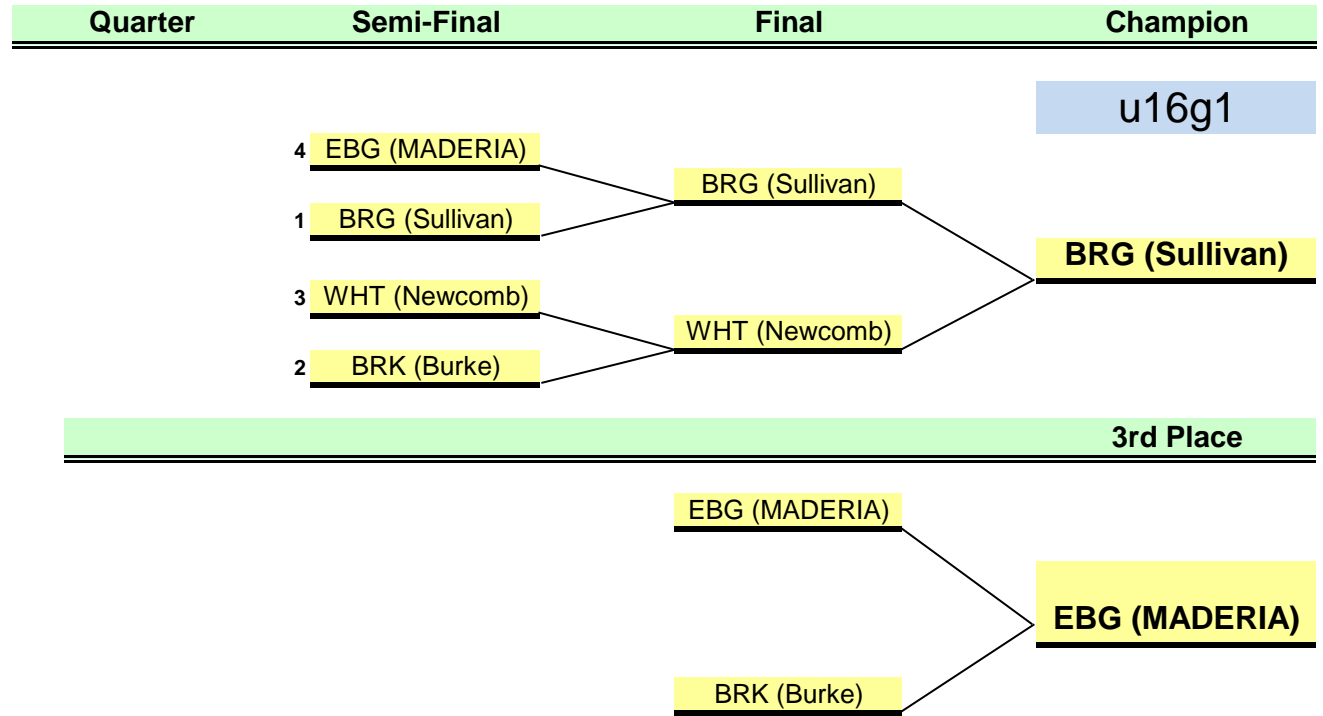 Quarter Semi-Final Final Champion
u16g1
4 EBG (MADERIA)
BRG (Sullivan)
1 BRG (Sullivan)
BRG (Sullivan)
3 WHT (Newcomb)
WHT (Newcomb)
2 BRK (Burke)
3rd Place
EBG (MADERIA)
EBG (MADERIA)
BRK (Burke)